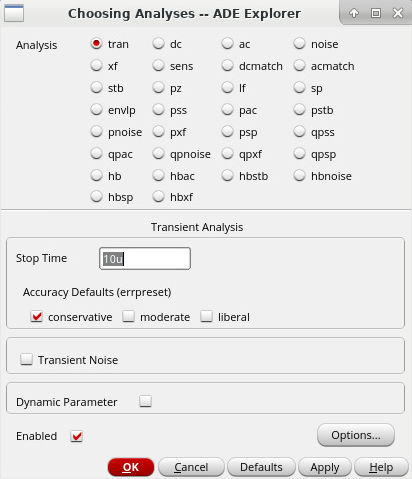 Choosing Analyses -- ADE Explorer
Analysis tran dc ac noise
xf sens dcmatch acmatch
stb pz lf sp
envlp pss pac pstb
pnoise pxf psp qpss
qpac qpnoise qpxf qpsp
hb hbac hbstb hbnoise
hbsp hbxf
Transient Analysis
Stop Time 10u
Accuracy Defaults (errpreset)
conservative moderate liberal
Transient Noise
Dynamic Parameter
Enabled Options...
OK Cancel Defaults Apply Help